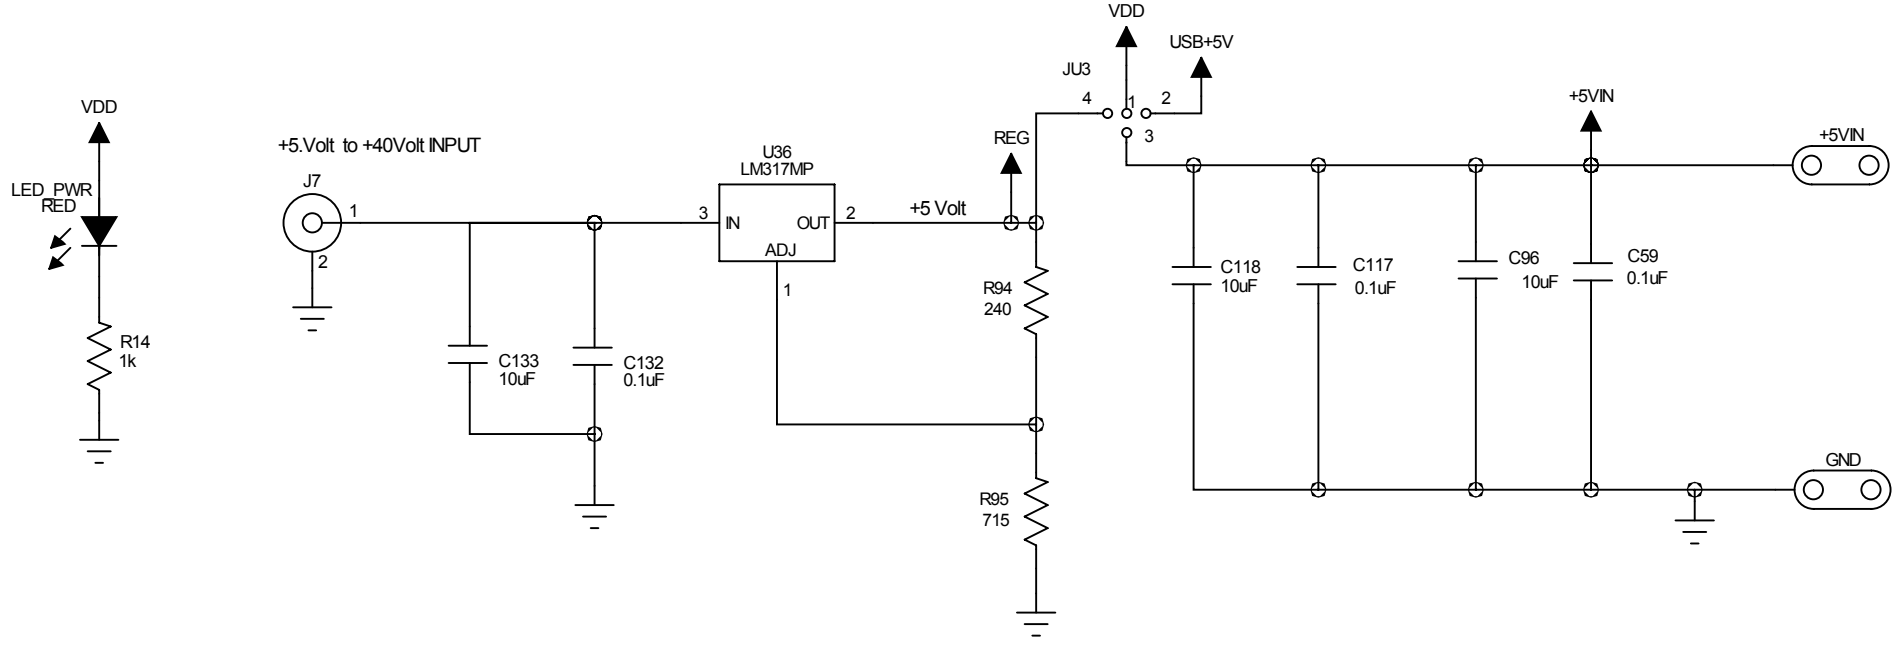 VDD
LED_PWR
RED
R14
1k
+5.Volt to +40Volt INPUT
J7
1
2
C133
10uF
C132
0.1uF
U36
LM317MP
3
IN
OUT
2
ADJ
1
+5 Volt
REG
R94
240
R95
715
VDD
USB+5V
JU3
4
1
2
3
C118
10uF
C117
0.1uF
C96
10uF
+5VIN
C59
0.1uF
+5VIN
GND